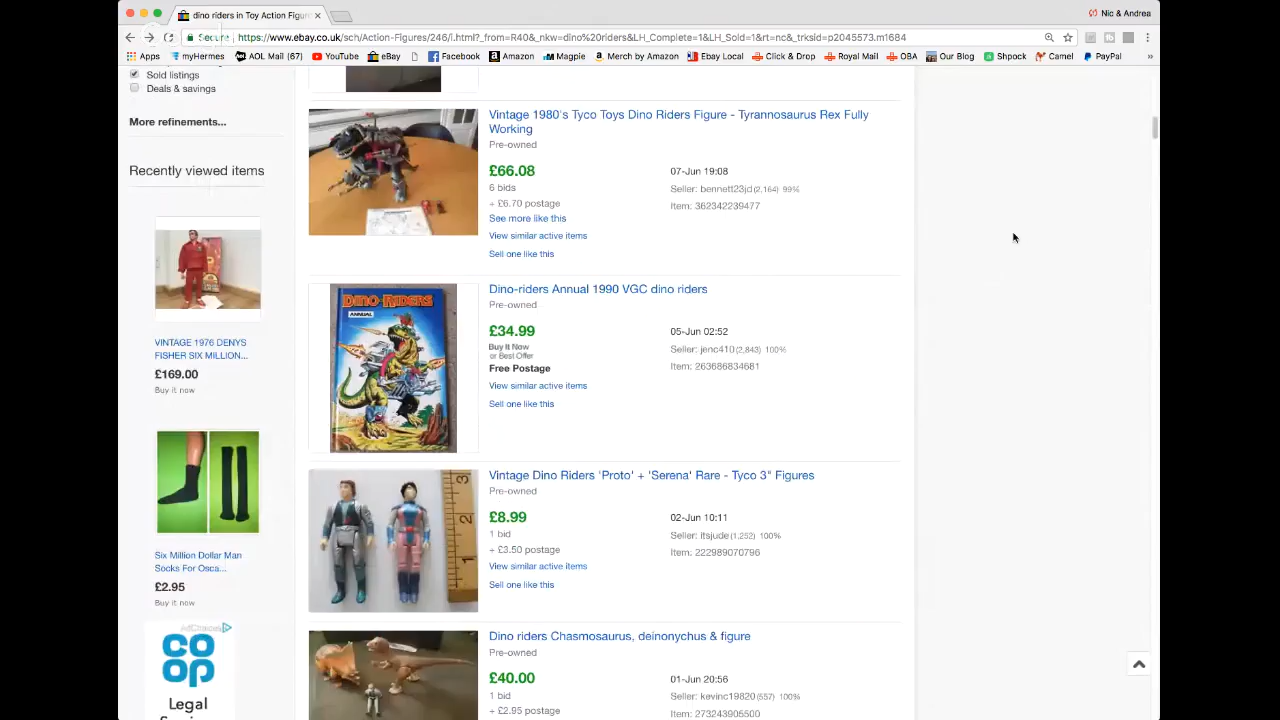 dino riders in Toy Action Figur
Nic & Andrea
Secure
https://www.ebay.co.uk/sch/Action-Figures/246/i.html?_from=R40&_nkw=dino%20riders&LH_Complete=1&LH_Sold=1&rt=nc&_trksid=p2045573.m1684
Apps myHermes AOL Mail (67) YouTube eBay Facebook Amazon Magpie Merch by Amazon Ebay Local Click & Drop Royal Mail OBA Our Blog Shpock Camel PayPal »
Sold listings
Deals & savings
More refinements...
Recently viewed items
VINTAGE 1976 DENYS
FISHER SIX MILLION...
£169.00
Buy it now
Six Million Dollar Man
Socks For Osca...
£2.95
Buy it now
AdChoices
CO
OP
Legal
Vintage 1980's Tyco Toys Dino Riders Figure - Tyrannosaurus Rex Fully
Working
Pre-owned
£66.08
07-Jun 19:08
6 bids
Seller: bennett23jd(2,164) 99%
+ £6.70 postage
Item: 362342239477
See more like this
View similar active items
Sell one like this
DINO-RIDERS
ANNUAL
Dino-riders Annual 1990 VGC dino riders
Pre-owned
£34.99
05-Jun 02:52
Buy It Now
or Best Offer
Seller: jenc410(2,843) 100%
Free Postage
Item: 263686834681
View similar active items
Sell one like this
3
2
1
Vintage Dino Riders 'Proto' + 'Serena' Rare - Tyco 3" Figures
Pre-owned
£8.99
02-Jun 10:11
1 bid
Seller: itsjude(1,252) 100%
+ £3.50 postage
Item: 222989070796
View similar active items
Sell one like this
Dino riders Chasmosaurus, deinonychus & figure
Pre-owned
£40.00
01-Jun 20:56
1 bid
Seller: kevinc19820(557) 100%
+ £2.95 postage
Item: 273243905500